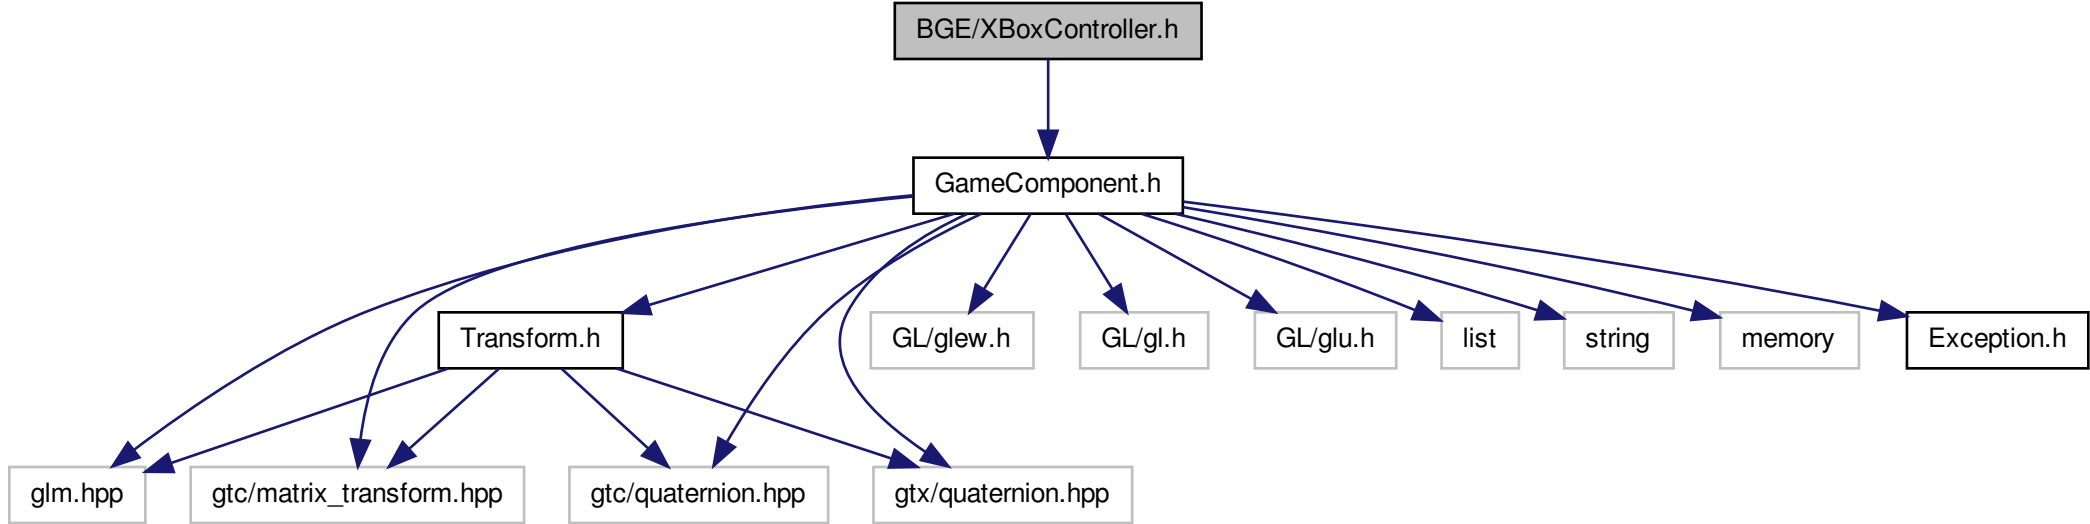 BGE/XBoxController.h
GameComponent.h
Transform.h
GL/glew.h
GL/gl.h
GL/glu.h
list
string
memory
Exception.h
glm.hpp
gtc/matrix_transform.hpp
gtc/quaternion.hpp
gtx/quaternion.hpp